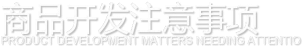 商品开发注意事项
PRODUCT DEVELOPMENT MATTERS NEEDING ATTENTIO